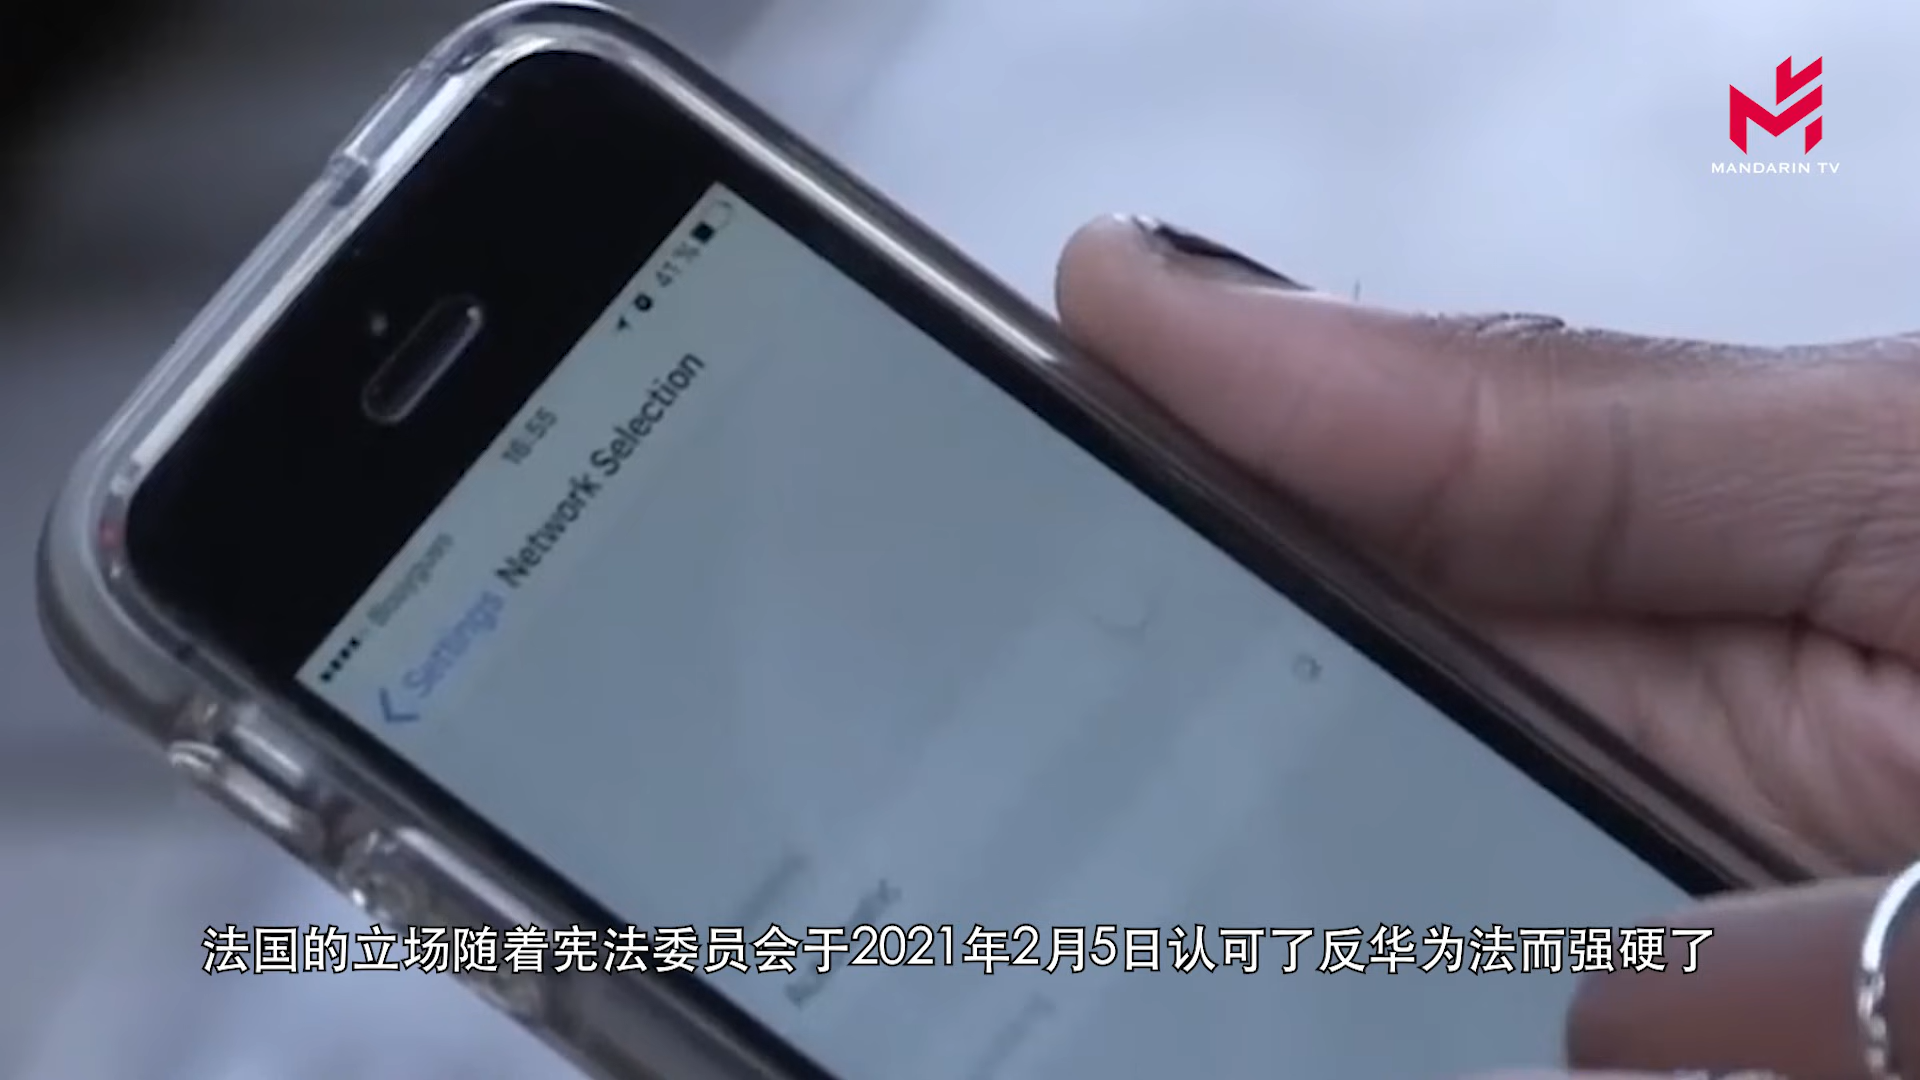 MANDARIN TV
41%
16:55
Bouygues
Settings
Network Selection
法国的立场随着宪法委员会于2021年2月5日认可了反华为法而强硬了